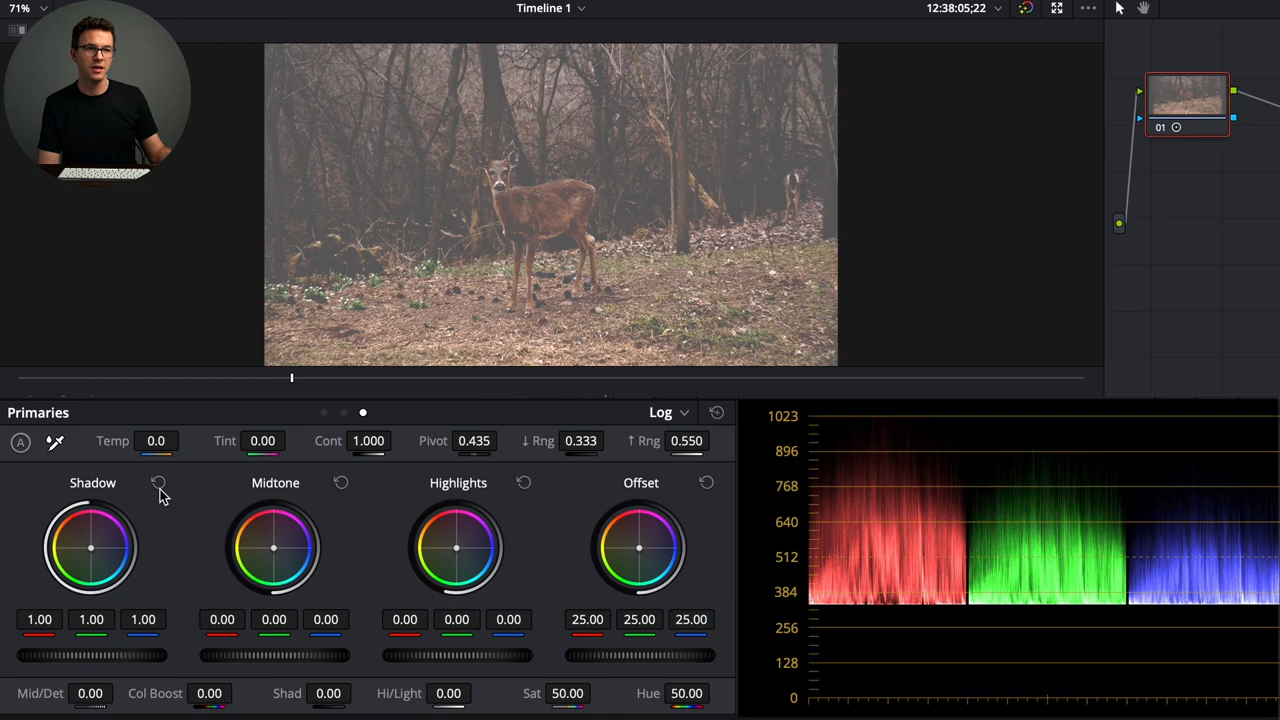 71% Timeline 1 12:38:05;22
01
Primaries Log
A Temp 0.0 Tint 0.00 Cont 1.000 Pivot 0.435 ↓ Rng 0.333 ↑ Rng 0.550
Shadow Midtone Highlights Offset
1.00 1.00 1.00 0.00 0.00 0.00 0.00 0.00 0.00 25.00 25.00 25.00
Mid/Det 0.00 Col Boost 0.00 Shad 0.00 Hi/Light 0.00 Sat 50.00 Hue 50.00
1023
896
768
640
512
384
256
128
0